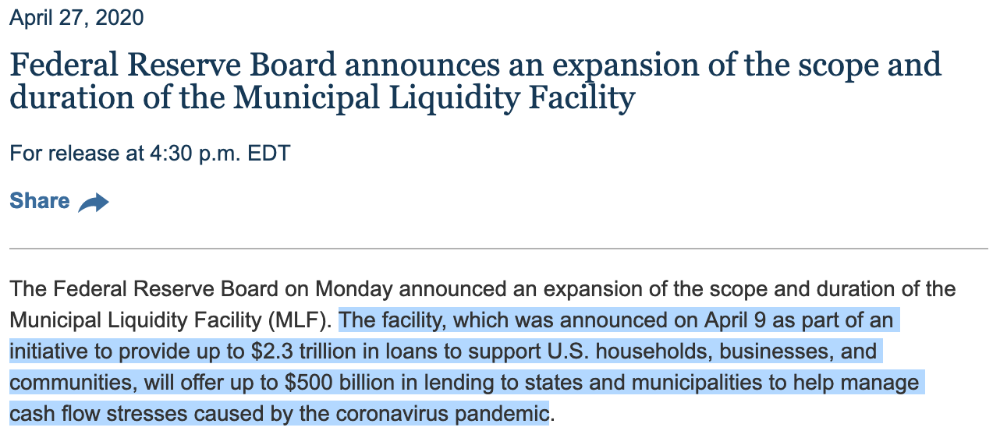 April 27, 2020
Federal Reserve Board announces an expansion of the scope and
duration of the Municipal Liquidity Facility
For release at 4:30 p.m. EDT
Share
The Federal Reserve Board on Monday announced an expansion of the scope and duration of the
Municipal Liquidity Facility (MLF). The facility, which was announced on April 9 as part of an
initiative to provide up to $2.3 trillion in loans to support U.S. households, businesses, and
communities, will offer up to $500 billion in lending to states and municipalities to help manage
cash flow stresses caused by the coronavirus pandemic.